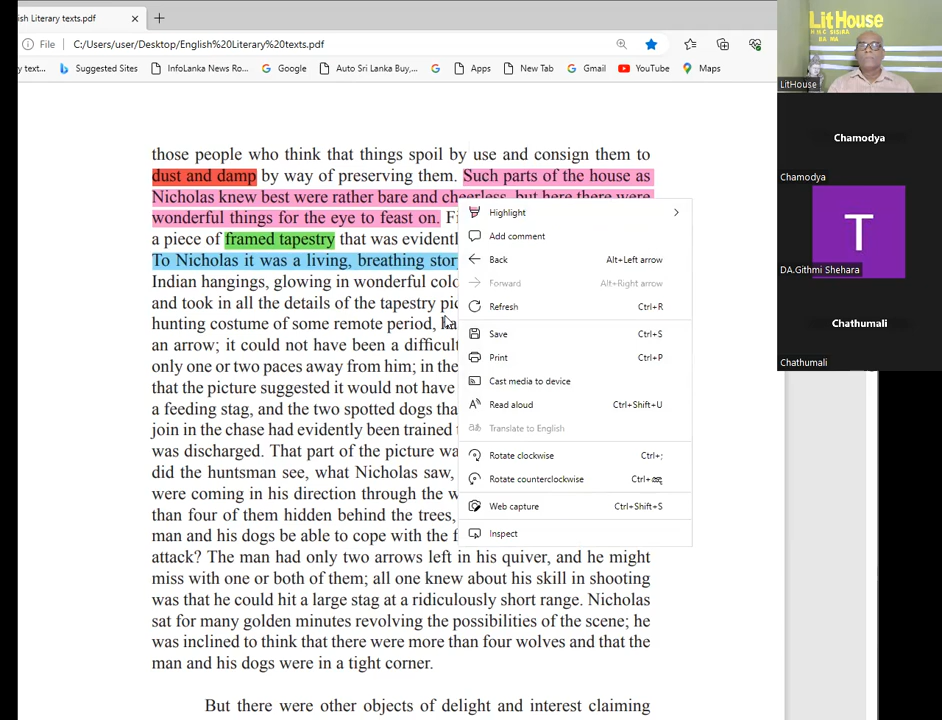 sh Literary texts.pdf
File C:/Users/user/Desktop/English%20Literary%20texts.pdf
y text... Suggested Sites InfoLanka News Ro... Google Auto Sri Lanka Buy,... Apps New Tab Gmail YouTube Maps
those people who think that things spoil by use and consign them to
dust and damp by way of preserving them. Such parts of the house as
Nicholas knew best were rather bare and cheerless, but here there were
wonderful things for the eye to feast on.
a piece of framed tapestry that was evidentl
To Nicholas it was a living, breathing stor
Indian hangings, glowing in wonderful colo
and took in all the details of the tapestry pic
hunting costume of some remote period,
an arrow; it could not have been a difficult
only one or two paces away from him; in the
that the picture suggested it would not have
a feeding stag, and the two spotted dogs tha
join in the chase had evidently been trained
was discharged. That part of the picture wa
did the huntsman see, what Nicholas saw,
were coming in his direction through the w
than four of them hidden behind the trees,
man and his dogs be able to cope with the f
attack? The man had only two arrows left in his quiver, and he might
miss with one or both of them; all one knew about his skill in shooting
was that he could hit a large stag at a ridiculously short range. Nicholas
sat for many golden minutes revolving the possibilities of the scene; he
was inclined to think that there were more than four wolves and that the
man and his dogs were in a tight corner.
But there were other objects of delight and interest claiming
Highlight
Add comment
Back Alt+Left arrow
Forward Alt+Right arrow
Refresh Ctrl+R
Save Ctrl+S
Print Ctrl+P
Cast media to device
Read aloud Ctrl+Shift+U
Translate to English
Rotate clockwise Ctrl+;
Rotate counterclockwise
Web capture Ctrl+Shift+S
Inspect
Lit House
H H C SISIRA
BA MA
LitHouse
Chamodya
Chamodya
T
DA.Githmi Shehara
Chathumali
Chathumali